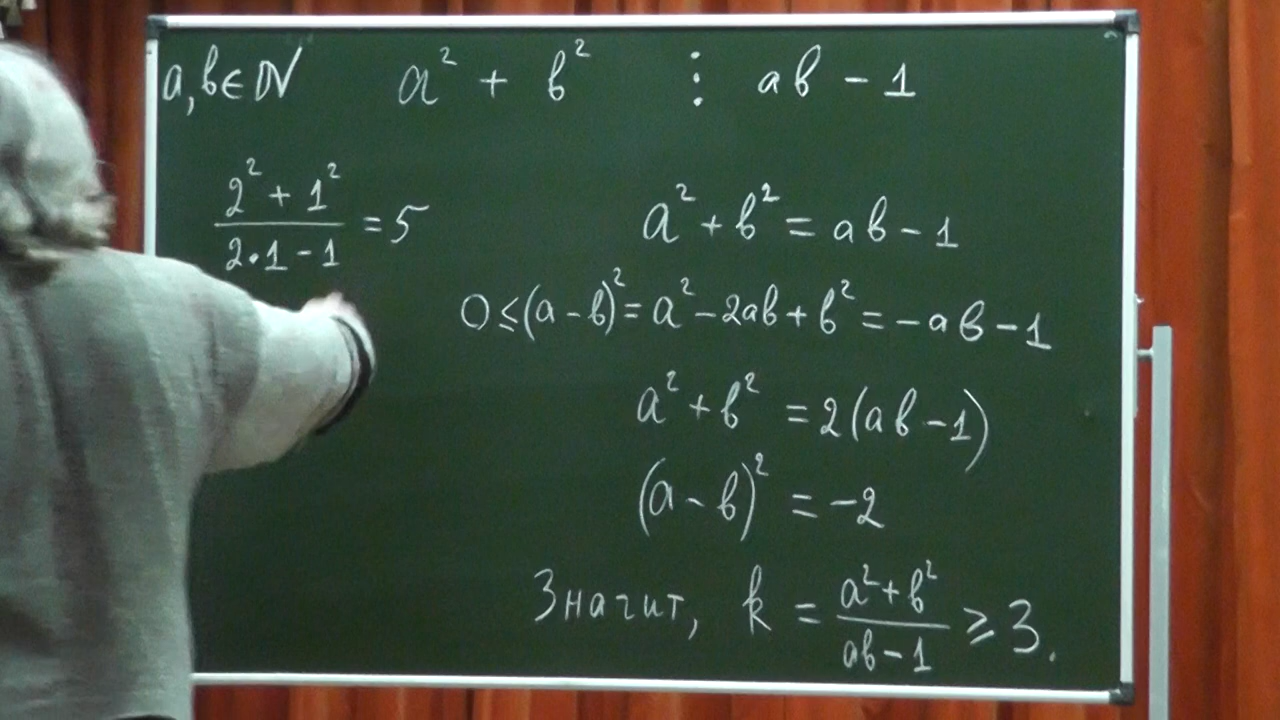 a, b ∈ N a² + b² ⋮ ab - 1
(2² + 1²)/(2·1 - 1) = 5
a² + b² = ab - 1
0 ≤ (a - b)² = a² - 2ab + b² = -ab - 1
a² + b² = 2(ab - 1)
(a - b)² = -2
Значит, k = (a² + b²)/(ab - 1) ≥ 3.